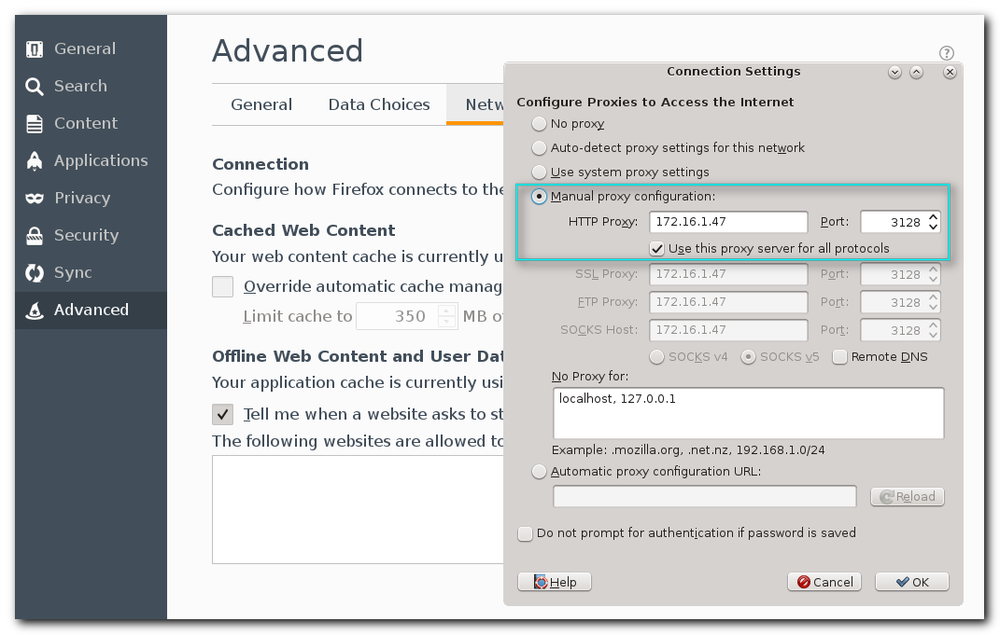 General
Search
Content
Applications
Privacy
Security
Sync
Advanced
Advanced
General Data Choices Netw
Connection
Configure how Firefox connects to the
Cached Web Content
Your web content cache is currently u
Override automatic cache manag
Limit cache to 350 MB o
Offline Web Content and User Dat
Your application cache is currently usi
Tell me when a website asks to st
The following websites are allowed to
?
Connection Settings
Configure Proxies to Access the Internet
No proxy
Auto-detect proxy settings for this network
Use system proxy settings
Manual proxy configuration:
HTTP Proxy: 172.16.1.47 Port: 3128
Use this proxy server for all protocols
SSL Proxy: 172.16.1.47 Port: 3128
FTP Proxy: 172.16.1.47 Port: 3128
SOCKS Host: 172.16.1.47 Port: 3128
SOCKS v4 SOCKS v5 Remote DNS
No Proxy for:
localhost, 127.0.0.1
Example: .mozilla.org, .net.nz, 192.168.1.0/24
Automatic proxy configuration URL:
Reload
Do not prompt for authentication if password is saved
Help Cancel OK